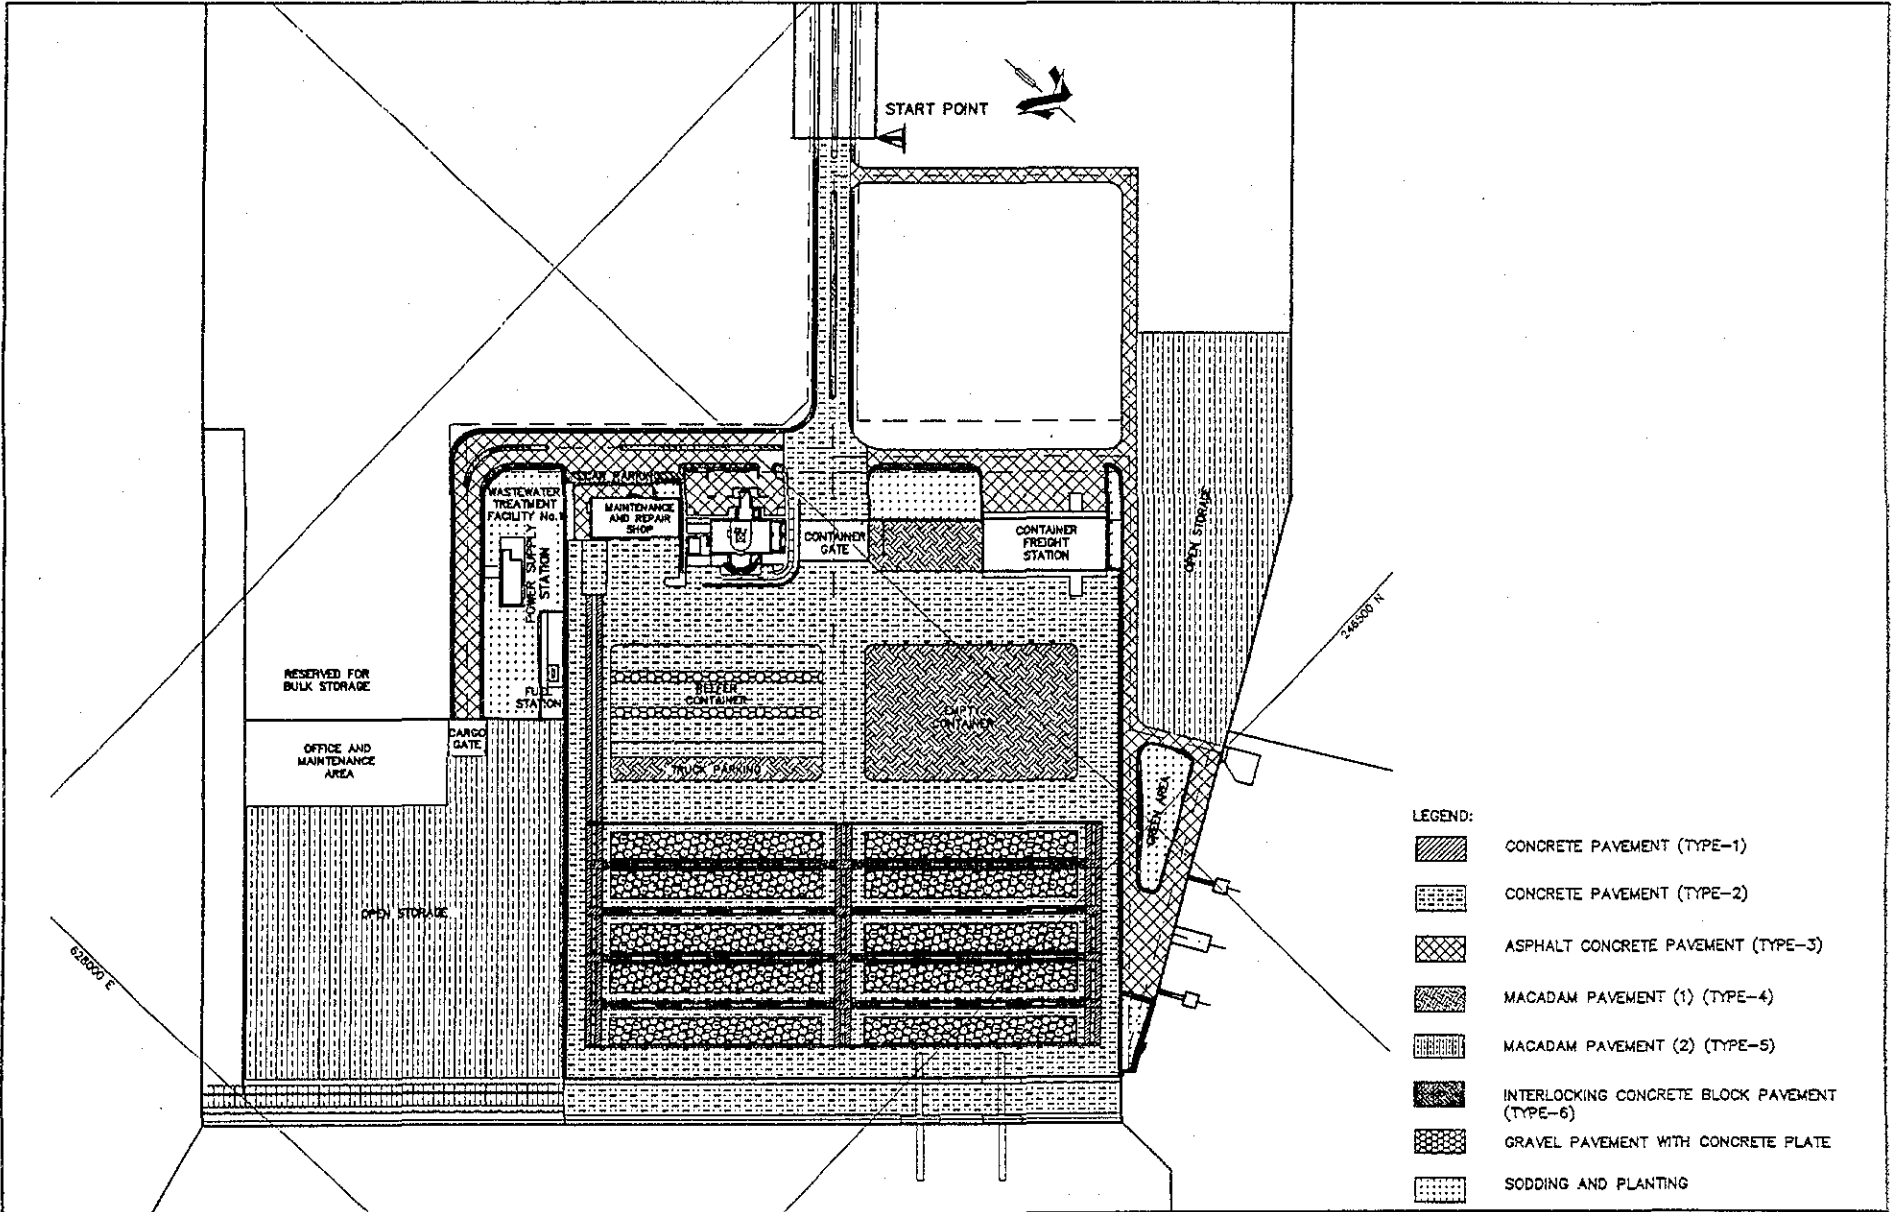 START POINT
CAR PARKING
WASTEWATER
TREATMENT
FACILITY No.1
MAINTENANCE
AND REPAIR
SHOP
CONTAINER
GATE
CONTAINER
FREIGHT
STATION
OPEN STORAGE
POWER SUPPLY
STATION
246500 N
RESERVED FOR
BULK STORAGE
FUEL
STATION
REEFER
CONTAINER
EMPTY
CONTAINER
CARGO
GATE
OFFICE AND
MAINTENANCE
AREA
TRUCK PARKING
GREEN AREA
OPEN STORAGE
628000 E
LEGEND:
CONCRETE PAVEMENT (TYPE-1)
CONCRETE PAVEMENT (TYPE-2)
ASPHALT CONCRETE PAVEMENT (TYPE-3)
MACADAM PAVEMENT (1) (TYPE-4)
MACADAM PAVEMENT (2) (TYPE-5)
INTERLOCKING CONCRETE BLOCK PAVEMENT
(TYPE-6)
GRAVEL PAVEMENT WITH CONCRETE PLATE
SODDING AND PLANTING